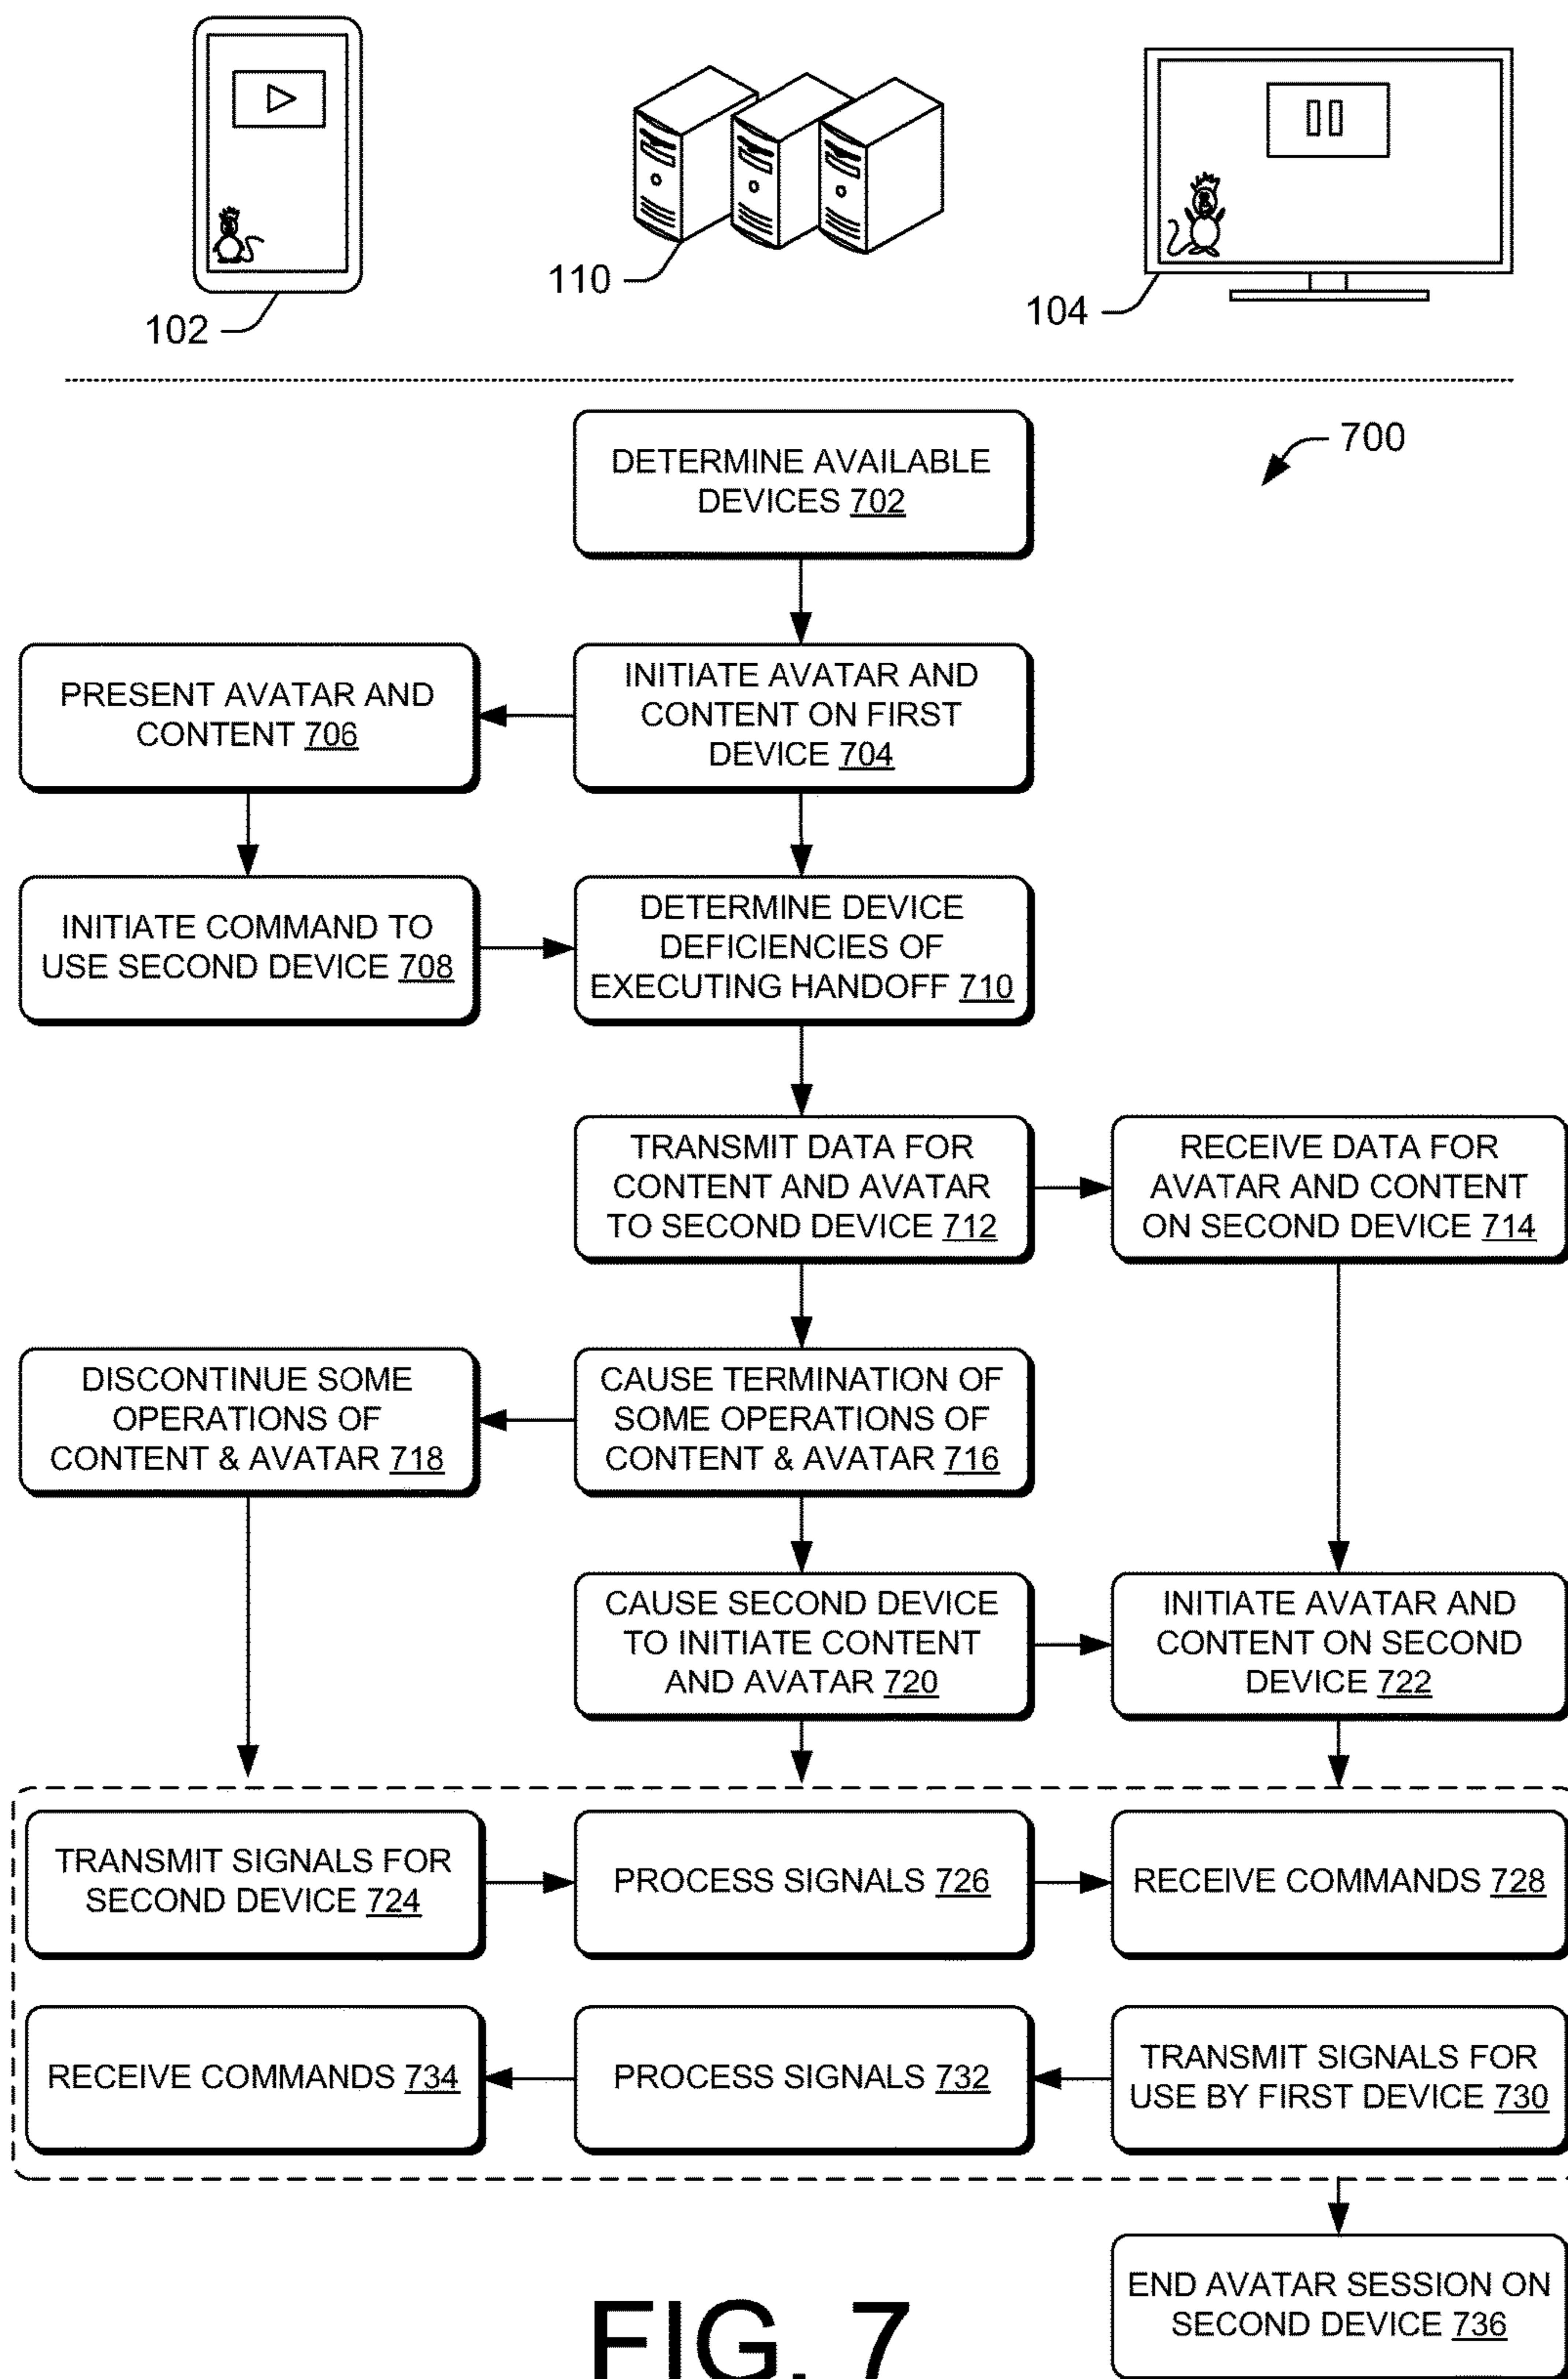 102
110
104
700
DETERMINE AVAILABLE
DEVICES 702
PRESENT AVATAR AND
CONTENT 706
INITIATE AVATAR AND
CONTENT ON FIRST
DEVICE 704
INITIATE COMMAND TO
USE SECOND DEVICE 708
DETERMINE DEVICE
DEFICIENCIES OF
EXECUTING HANDOFF 710
TRANSMIT DATA FOR
CONTENT AND AVATAR
TO SECOND DEVICE 712
RECEIVE DATA FOR
AVATAR AND CONTENT
ON SECOND DEVICE 714
DISCONTINUE SOME
OPERATIONS OF
CONTENT & AVATAR 718
CAUSE TERMINATION OF
SOME OPERATIONS OF
CONTENT & AVATAR 716
CAUSE SECOND DEVICE
TO INITIATE CONTENT
AND AVATAR 720
INITIATE AVATAR AND
CONTENT ON SECOND
DEVICE 722
TRANSMIT SIGNALS FOR
SECOND DEVICE 724
PROCESS SIGNALS 726
RECEIVE COMMANDS 728
RECEIVE COMMANDS 734
PROCESS SIGNALS 732
TRANSMIT SIGNALS FOR
USE BY FIRST DEVICE 730
END AVATAR SESSION ON
SECOND DEVICE 736
FIG. 7